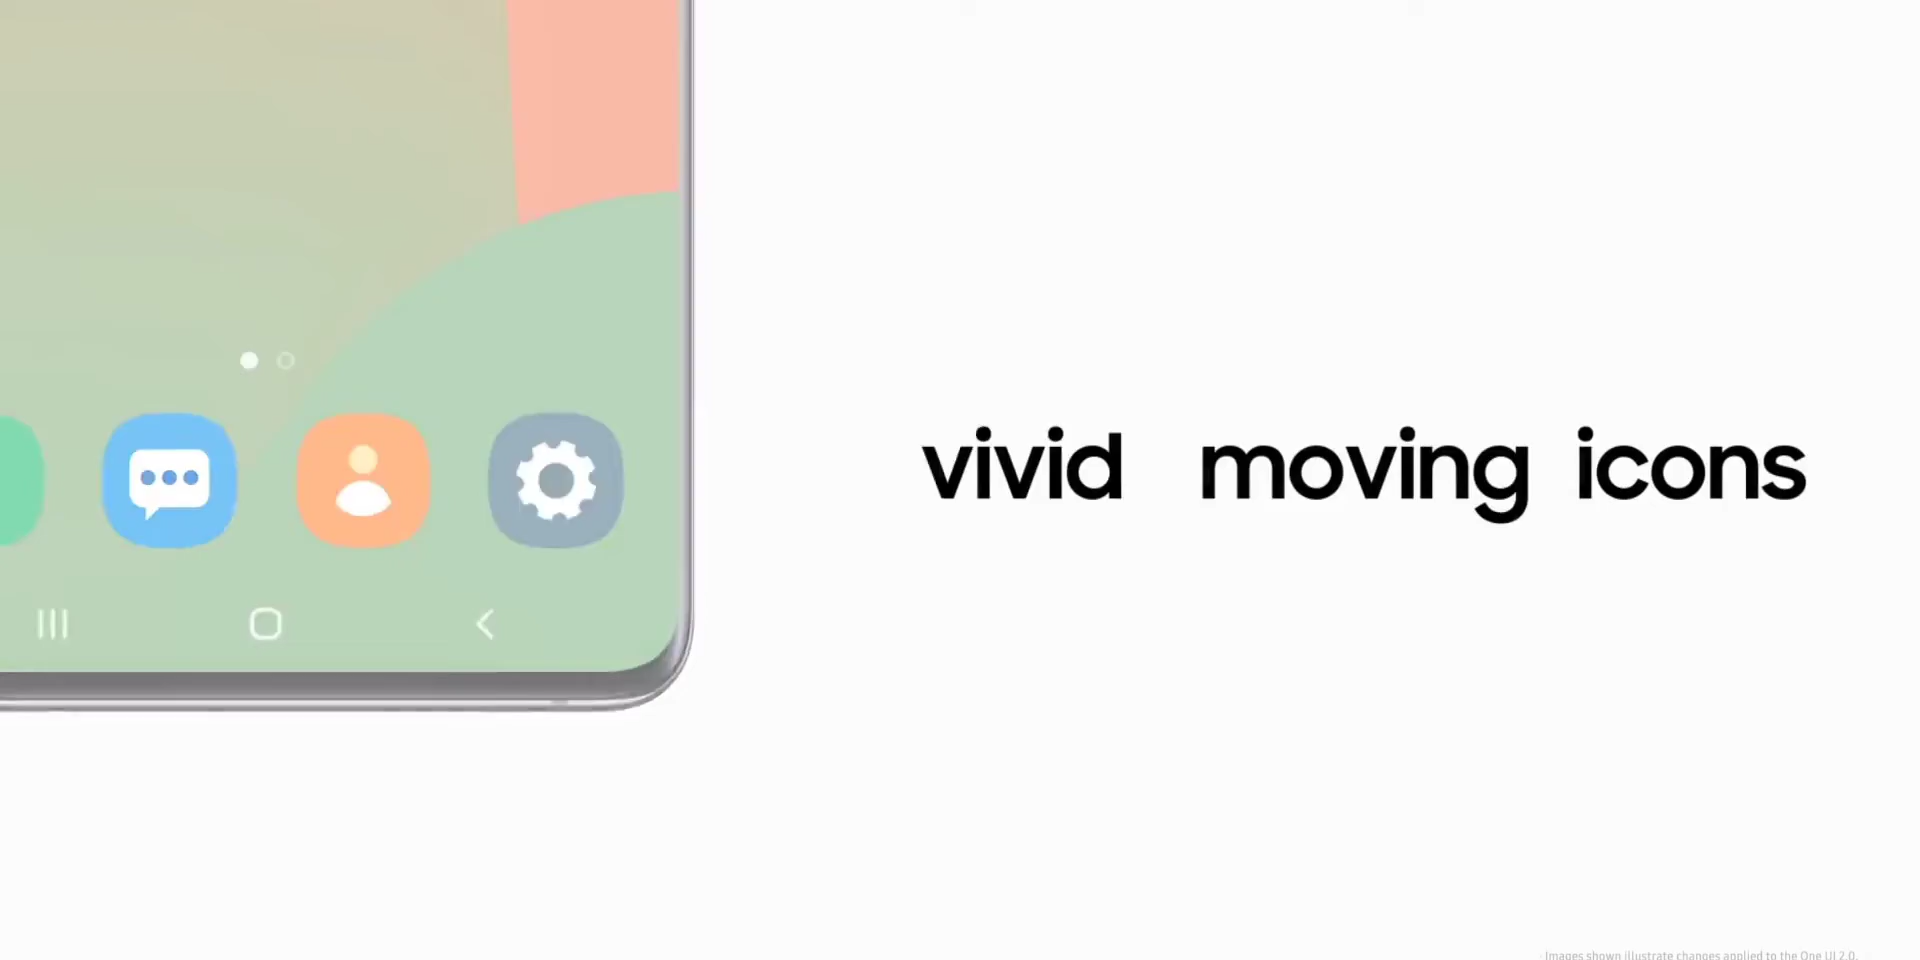 vivid moving icons
Images shown illustrate changes applied to the One UI 2.0.